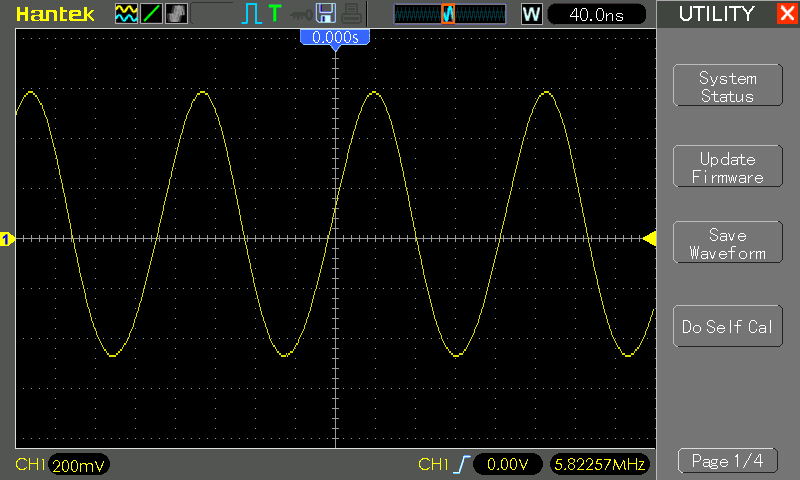 Hantek
T
W
40.0ns
UTILITY
0.000s
System
Status
Update
Firmware
1
Save
Waveform
Do Self Cal
CH1 200mV
CH1 0.00V 5.82257MHz
Page 1/4